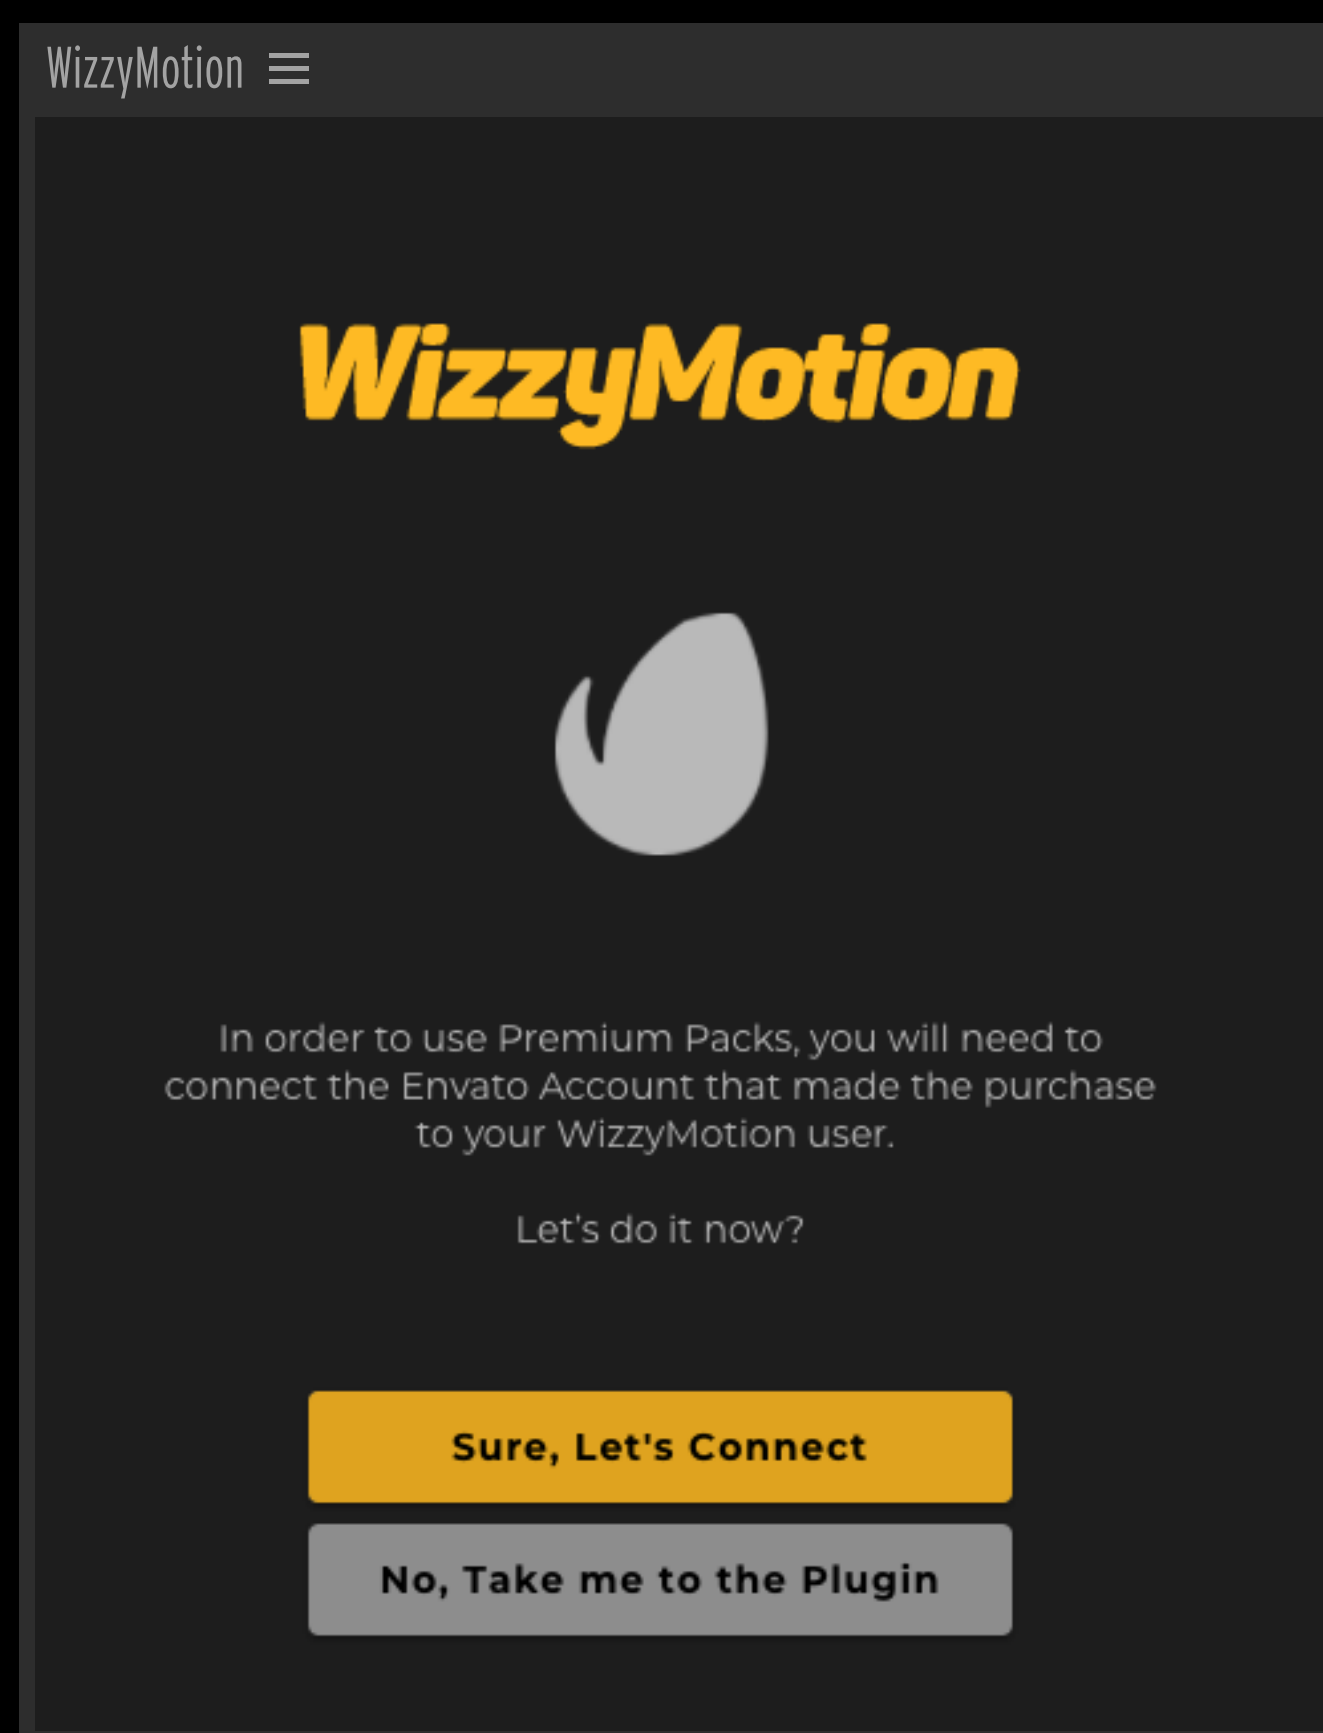 WizzyMotion
WizzyMotion
In order to use Premium Packs, you will need to
connect the Envato Account that made the purchase
to your WizzyMotion user.
Let's do it now?
Sure, Let's Connect
No, Take me to the Plugin